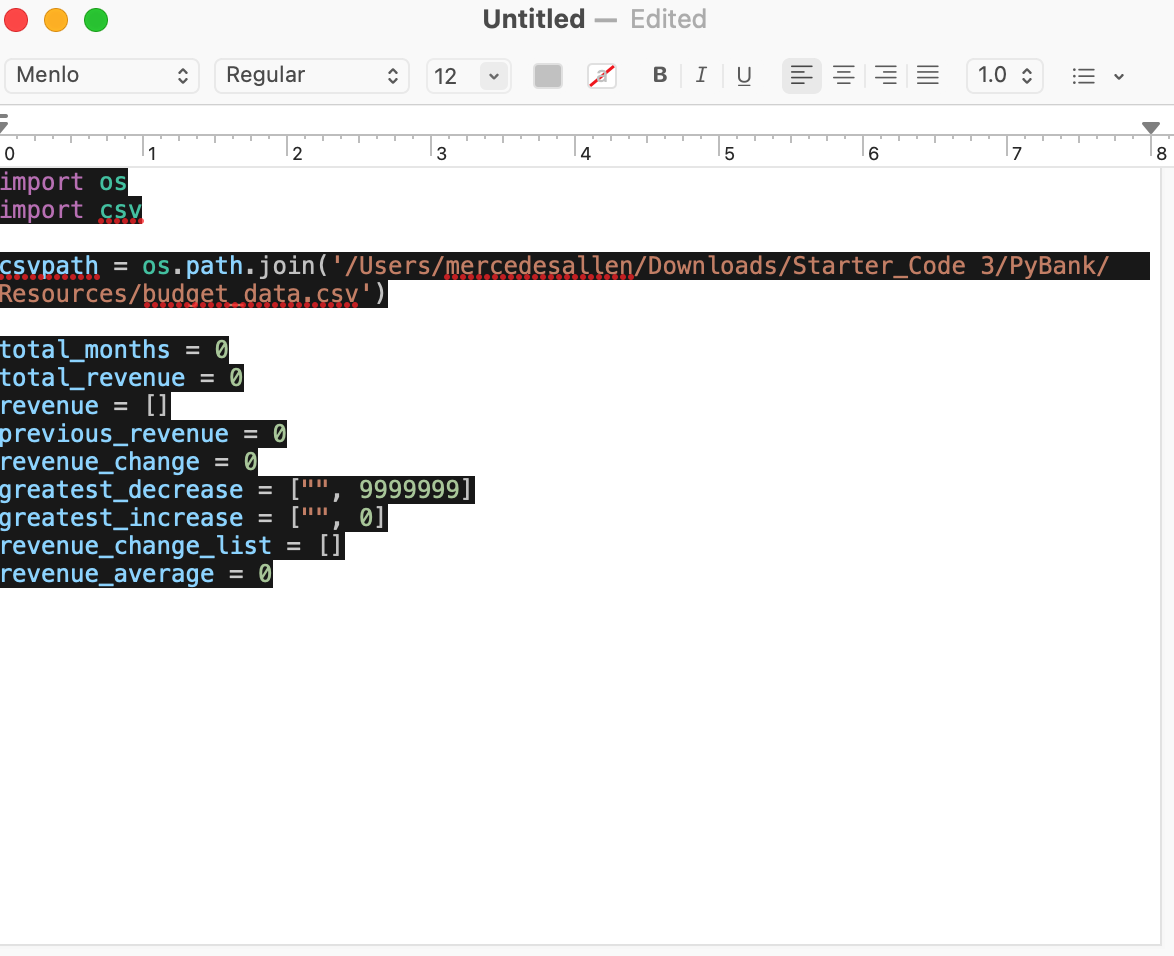 Untitled — Edited
Menlo Regular 12 a B I U 1.0
0 1 2 3 4 5 6 7 8
import os
import csv
csvpath = os.path.join('/Users/mercedesallen/Downloads/Starter_Code 3/PyBank/
Resources/budget_data.csv')
total_months = 0
total_revenue = 0
revenue = []
previous_revenue = 0
revenue_change = 0
greatest_decrease = ["", 9999999]
greatest_increase = ["", 0]
revenue_change_list = []
revenue_average = 0